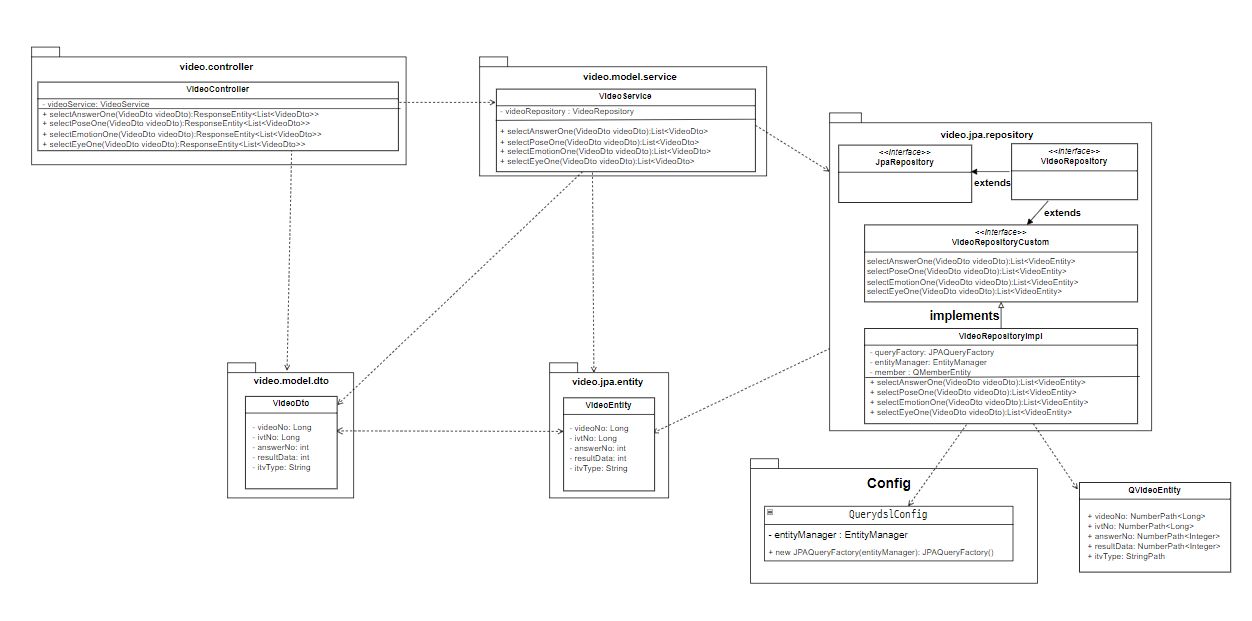 video.controller
VideoController
- videoService: VideoService
+ selectAnswerOne(VideoDto videoDto):ResponseEntity<List<VideoDto>>
+ selectPoseOne(VideoDto videoDto):ResponseEntity<List<VideoDto>>
+ selectEmotionOne(VideoDto videoDto):ResponseEntity<List<VideoDto>>
+ selectEyeOne(VideoDto videoDto):ResponseEntity<List<VideoDto>>
video.model.service
VideoService
- videoRepository : VideoRepository
+ selectAnswerOne(VideoDto videoDto):List<VideoDto>
+ selectPoseOne(VideoDto videoDto):List<VideoDto>
+ selectEmotionOne(VideoDto videoDto):List<VideoDto>
+ selectEyeOne(VideoDto videoDto):List<VideoDto>
video.jpa.repository
<<Interface>>
JpaRepository
<<Interface>>
VideoRepository
extends
extends
<<Interface>>
VideoRepositoryCustom
selectAnswerOne(VideoDto videoDto):List<VideoEntity>
selectPoseOne(VideoDto videoDto):List<VideoEntity>
selectEmotionOne(VideoDto videoDto):List<VideoEntity>
selectEyeOne(VideoDto videoDto):List<VideoEntity>
implements
VideoRepositoryImpl
- queryFactory: JPAQueryFactory
- entityManager: EntityManager
- member : QMemberEntity
+ selectAnswerOne(VideoDto videoDto):List<VideoEntity>
+ selectPoseOne(VideoDto videoDto):List<VideoEntity>
+ selectEmotionOne(VideoDto videoDto):List<VideoEntity>
+ selectEyeOne(VideoDto videoDto):List<VideoEntity>
video.model.dto
VideoDto
- videoNo: Long
- ivtNo: Long
- answerNo: int
- resultData: int
- itvType: String
video.jpa.entity
VideoEntity
- videoNo: Long
- ivtNo: Long
- answerNo: int
- resultData: int
- itvType: String
Config
QuerydslConfig
- entityManager : EntityManager
+ new JPAQueryFactory(entityManager): JPAQueryFactory()
QVideoEntity
+ videoNo: NumberPath<Long>
+ ivtNo: NumberPath<Long>
+ answerNo: NumberPath<Integer>
+ resultData: NumberPath<Integer>
+ itvType: StringPath